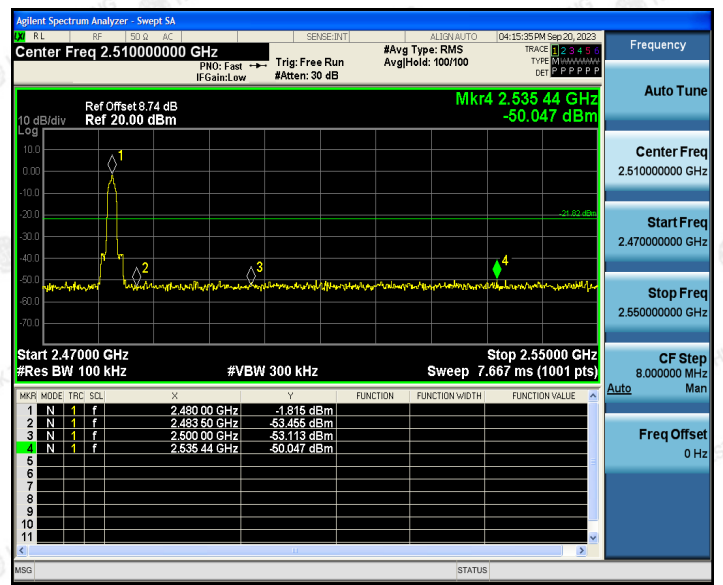 Agilent Spectrum Analyzer - Swept SA
LXI RL RF 50 Ω AC SENSE:INT ALIGN AUTO 04:15:35 PM Sep 20, 2023
Center Freq 2.510000000 GHz
PNO: Fast
IFGain:Low
Trig: Free Run
#Atten: 30 dB
#Avg Type: RMS
Avg|Hold: 100/100
TRACE 1 2 3 4 5 6
TYPE M
DET P P P P P P
Frequency
Mkr4 2.535 44 GHz
-50.047 dBm
Ref Offset 8.74 dB
10 dB/div Ref 20.00 dBm
Log
10.0
0.00
-10.0
-20.0
-30.0
-40.0
-50.0
-60.0
-70.0
1
2
3
4
-21.82 dBm
Start 2.47000 GHz Stop 2.55000 GHz
#Res BW 100 kHz #VBW 300 kHz Sweep 7.667 ms (1001 pts)
MKR MODE TRC SCL X Y FUNCTION FUNCTION WIDTH FUNCTION VALUE
1 N 1 f 2.480 00 GHz -1.815 dBm
2 N 1 f 2.483 50 GHz -53.455 dBm
3 N 1 f 2.500 00 GHz -53.113 dBm
4 N 1 f 2.535 44 GHz -50.047 dBm
5
6
7
8
9
10
11
MSG STATUS
Auto Tune
Center Freq
2.510000000 GHz
Start Freq
2.470000000 GHz
Stop Freq
2.550000000 GHz
CF Step
8.000000 MHz
Auto Man
Freq Offset
0 Hz